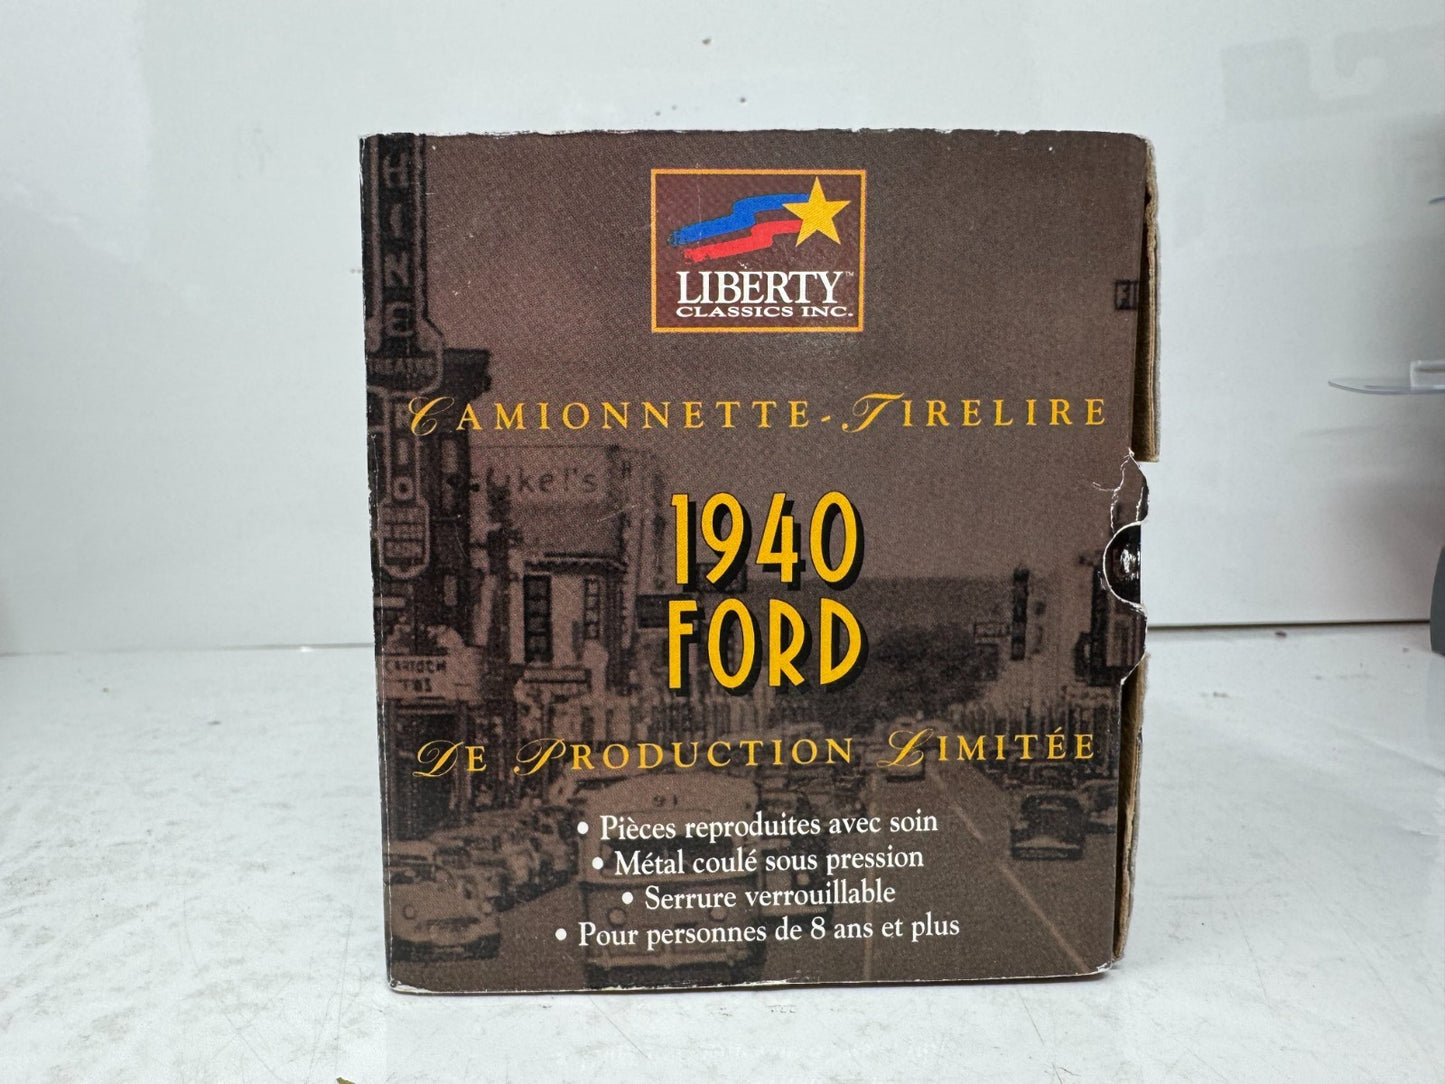 LIBERTY™
CLASSICS INC.
CAMIONNETTE-TIRELIRE
1940
FORD
DE PRODUCTION LIMITÉE
• Pièces reproduites avec soin
• Métal coulé sous pression
• Serrure verrouillable
• Pour personnes de 8 ans et plus